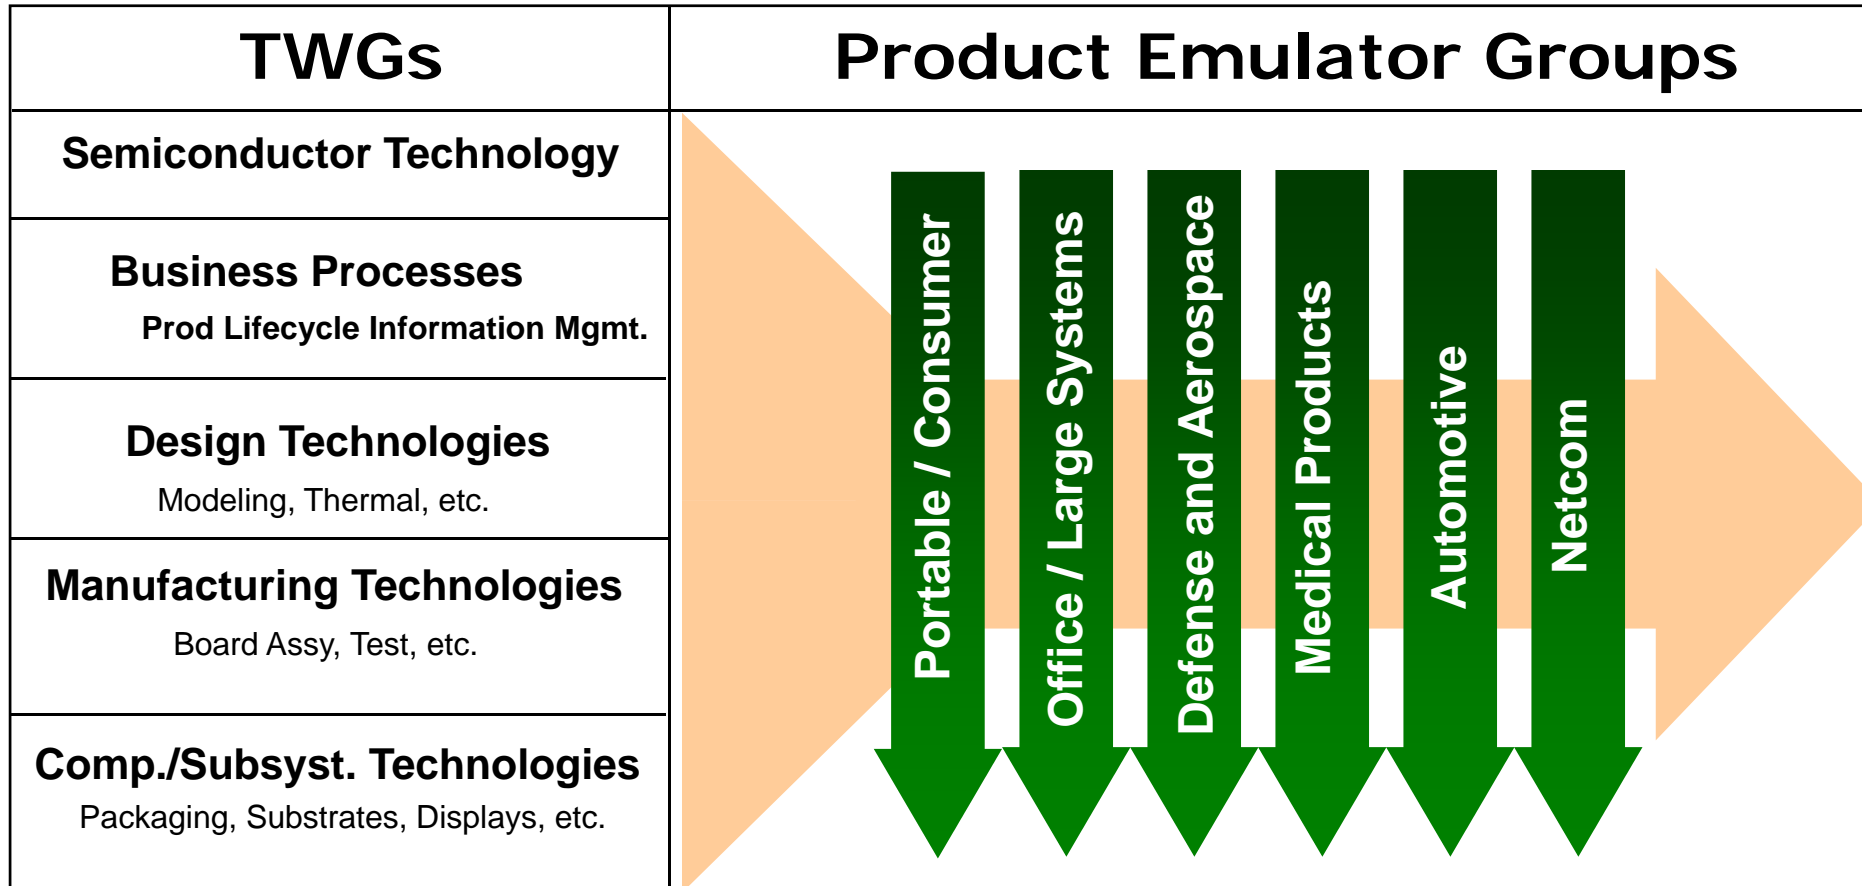 TWGs
Product Emulator Groups
Semiconductor Technology
Business Processes
Prod Lifecycle Information Mgmt.
Design Technologies
Modeling, Thermal, etc.
Manufacturing Technologies
Board Assy, Test, etc.
Comp./Subsyst. Technologies
Packaging, Substrates, Displays, etc.
Portable / Consumer
Office / Large Systems
Defense and Aerospace
Medical Products
Automotive
Netcom